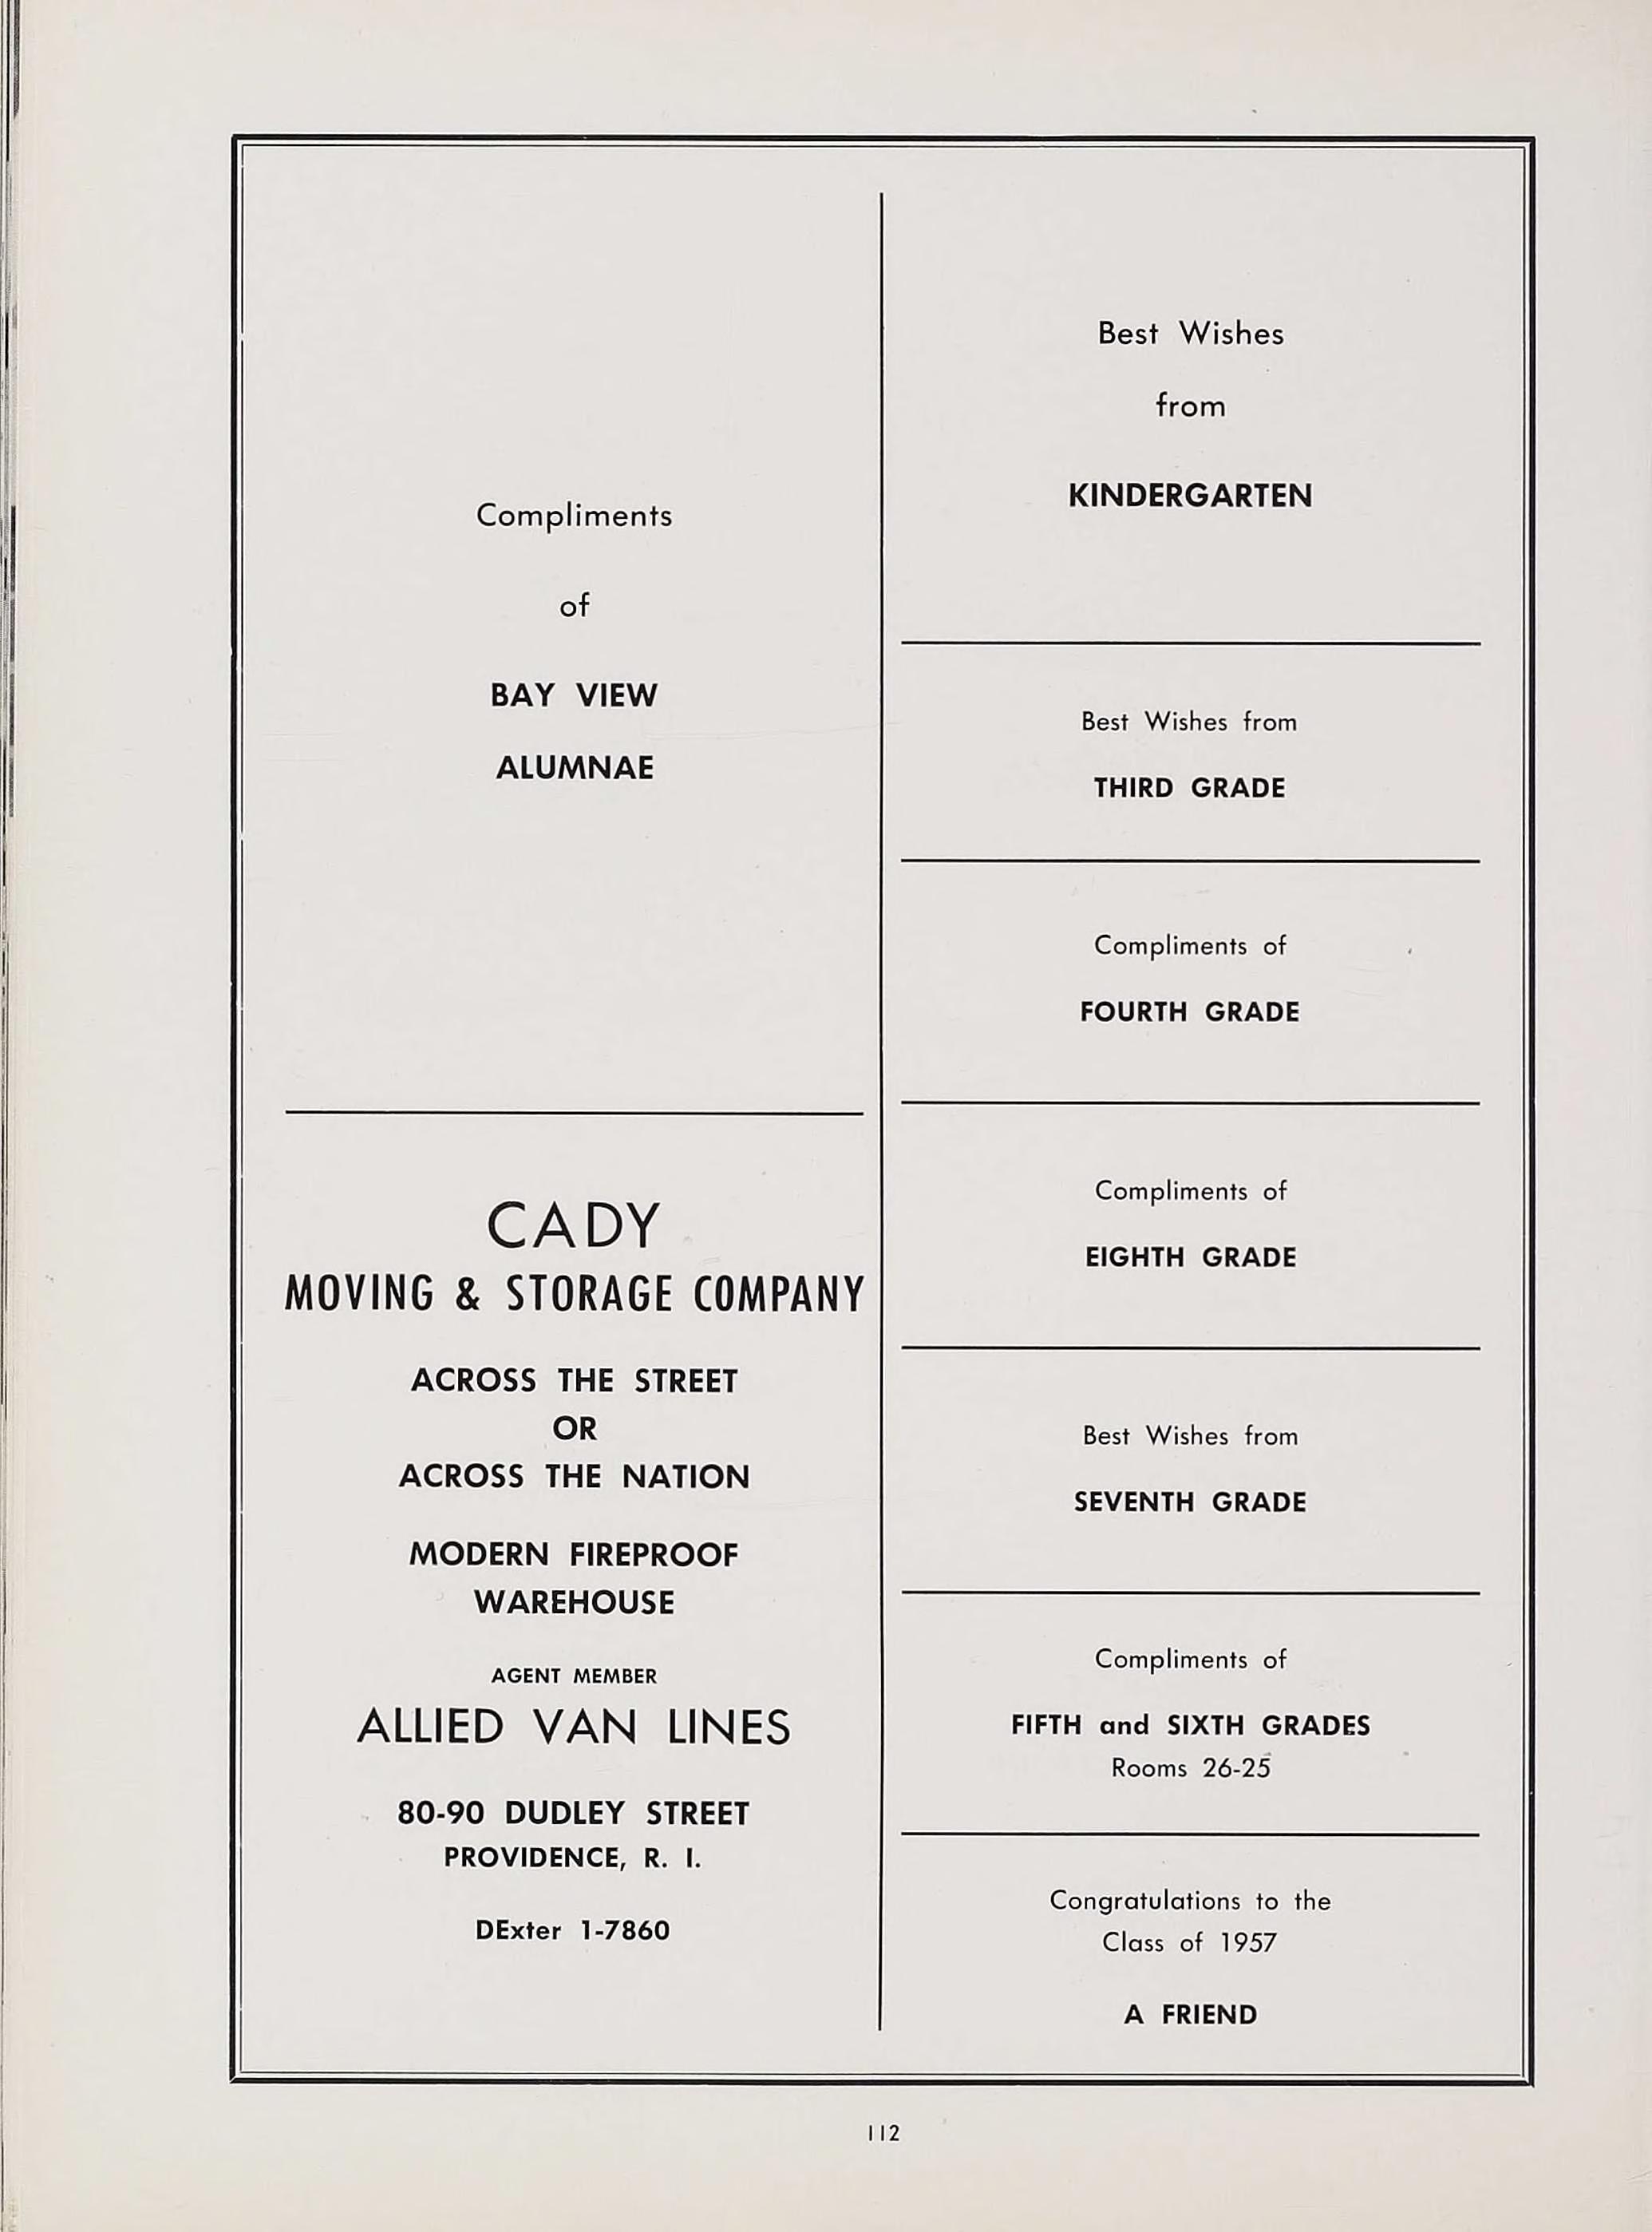 Compliments
of
BAY VIEW
ALUMNAE
CADY
MOVING & STORAGE COMPANY
ACROSS THE STREET
OR
ACROSS THE NATION
MODERN FIREPROOF
WAREHOUSE
AGENT MEMBER
ALLIED VAN LINES
80-90 DUDLEY STREET
PROVIDENCE, R. I.
DExter 1-7860
Best Wishes
from
KINDERGARTEN
Best Wishes from
THIRD GRADE
Compliments of
FOURTH GRADE
Compliments of
EIGHTH GRADE
Best Wishes from
SEVENTH GRADE
Compliments of
FIFTH and SIXTH GRADES
Rooms 26-25
Congratulations to the
Class of 1957
A FRIEND
112